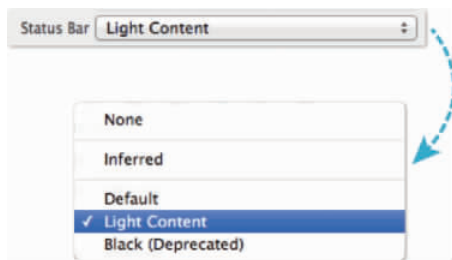 Status Bar Light Content
None
Inferred
Default
✓ Light Content
Black (Deprecated)